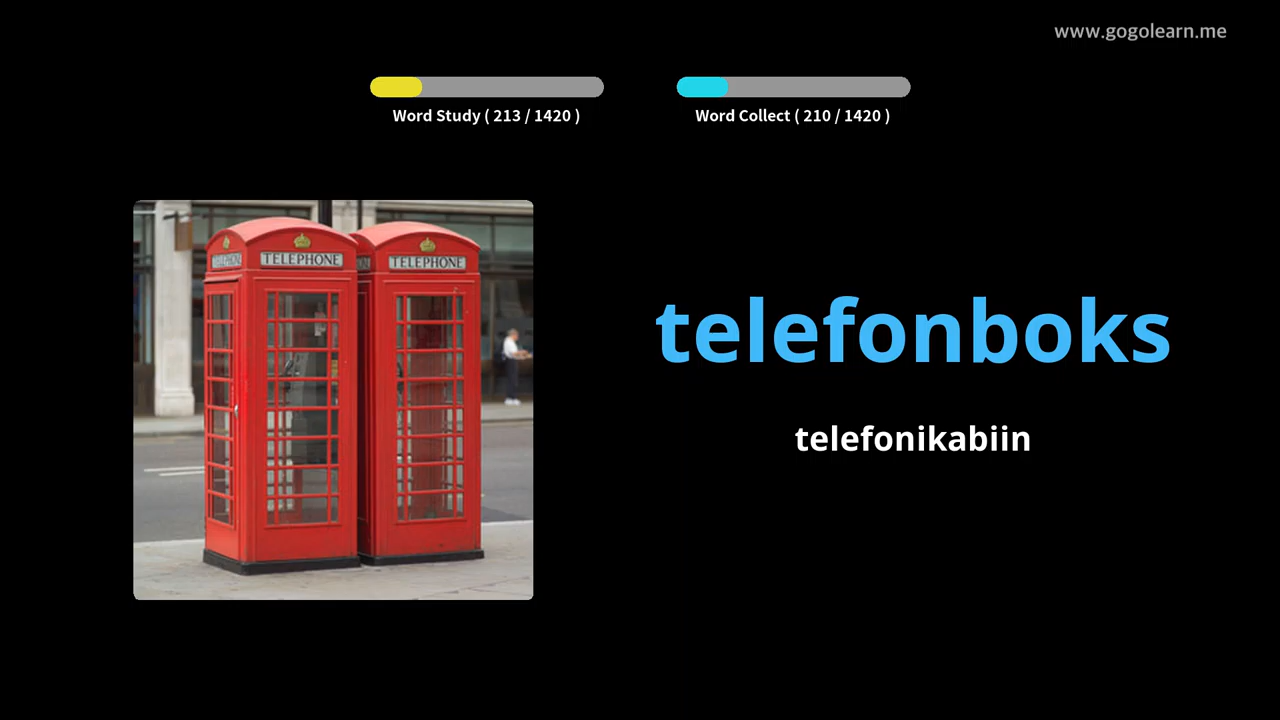 www.gogolearn.me
Word Study ( 213 / 1420 )
Word Collect ( 210 / 1420 )
TELEPHONE
TELEPHONE
telefonboks
telefonikabiin